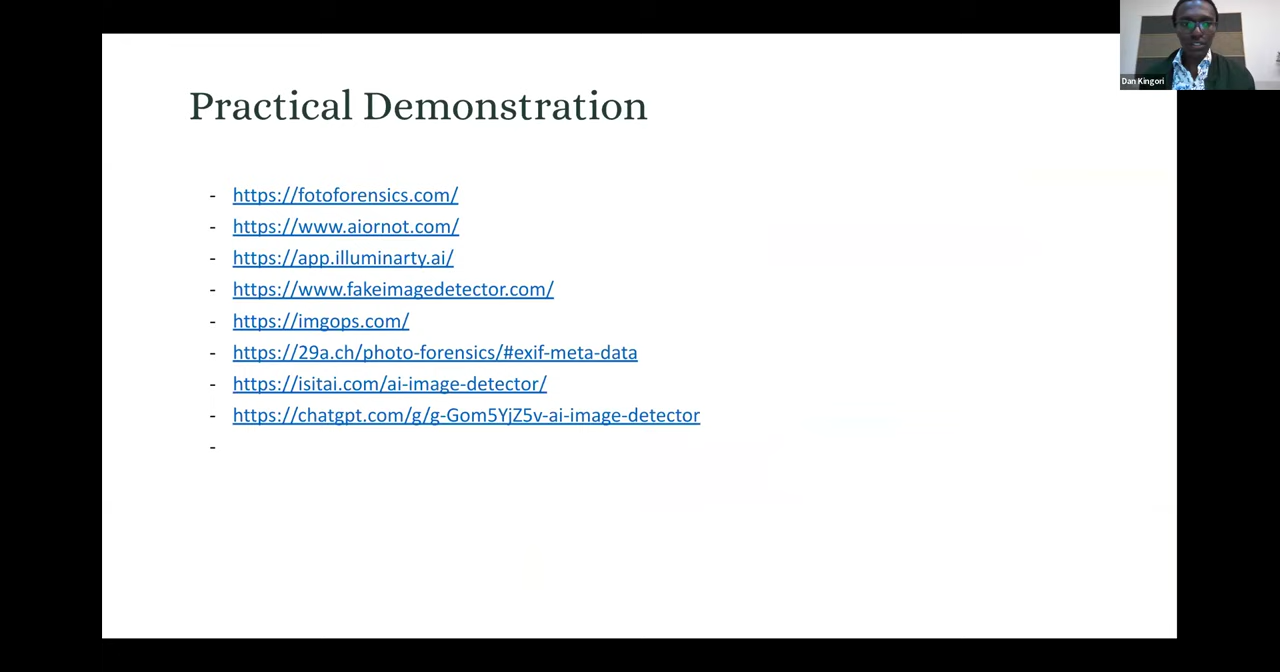 Practical Demonstration
- https://fotoforensics.com/
- https://www.aiornot.com/
- https://app.illuminarty.ai/
- https://www.fakeimagedetector.com/
- https://imgops.com/
- https://29a.ch/photo-forensics/#exif-meta-data
- https://isitai.com/ai-image-detector/
- https://chatgpt.com/g/g-Gom5YjZ5v-ai-image-detector
-
Dan Kingori